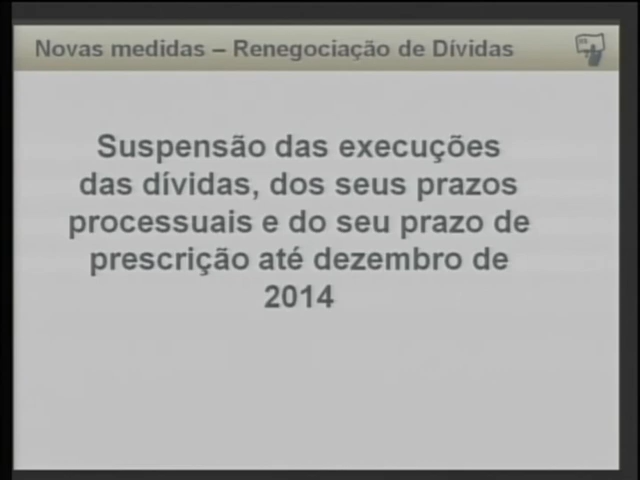 Novas medidas – Renegociação de Dívidas
Suspensão das execuções
das dívidas, dos seus prazos
processuais e do seu prazo de
prescrição até dezembro de
2014